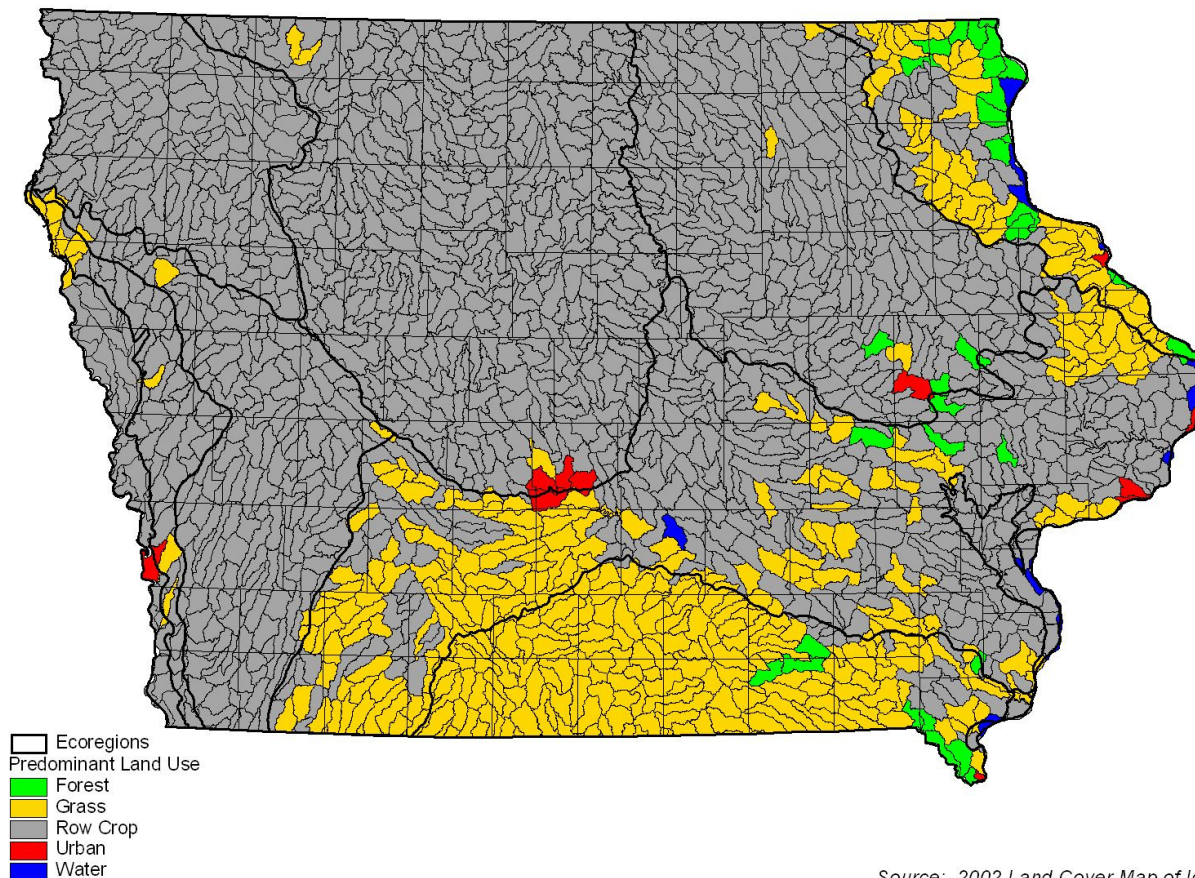 Ecoregions
Predominant Land Use
Forest
Grass
Row Crop
Urban
Water
Source: 2002 Land Cover Map of